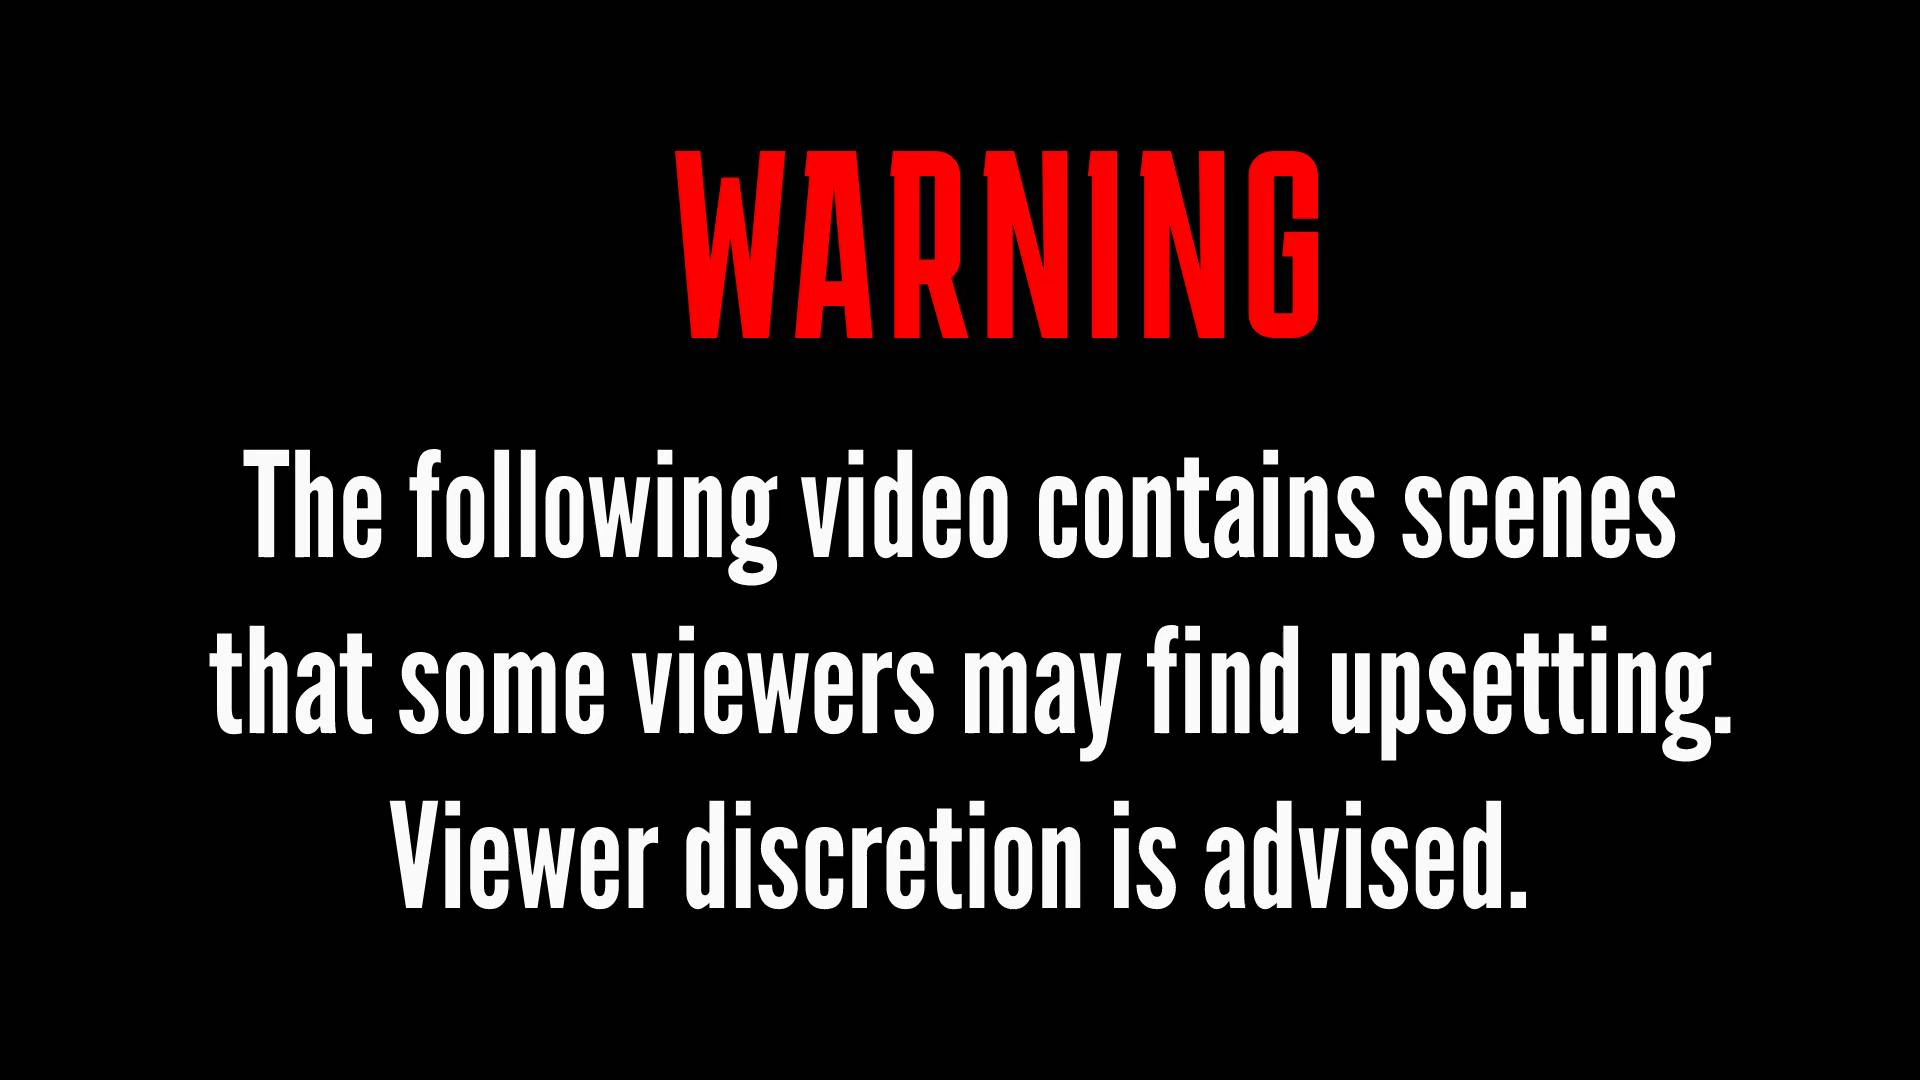 WARNING
The following video contains scenes
that some viewers may find upsetting.
Viewer discretion is advised.